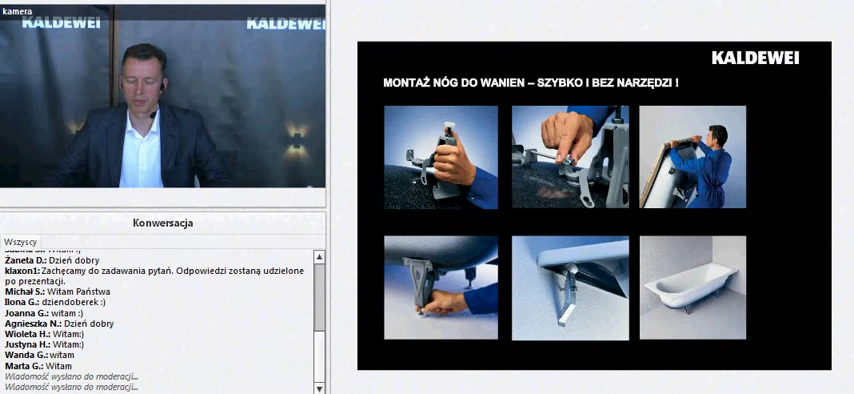 kamera
KALDEWEI
KALDEWEI
KALDEWEI
MONTAŻ NÓG DO WANIEN – SZYBKO I BEZ NARZĘDZI !
Konwersacja
Wszyscy
Żaneta D.: Dzień dobry
klaxon1: Zachęcamy do zadawania pytań. Odpowiedzi zostaną udzielone
po prezentacji.
Michał S.: Witam Państwa
Ilona G.: dziendoberek :)
Joanna G.: witam :)
Agnieszka N.: Dzień dobry
Wioleta H.: Witam:)
Justyna H.: Witam:)
Wanda G.: witam
Marta G.: Witam
Wiadomość wysłano do moderacji...
Wiadomość wysłano do moderacji...